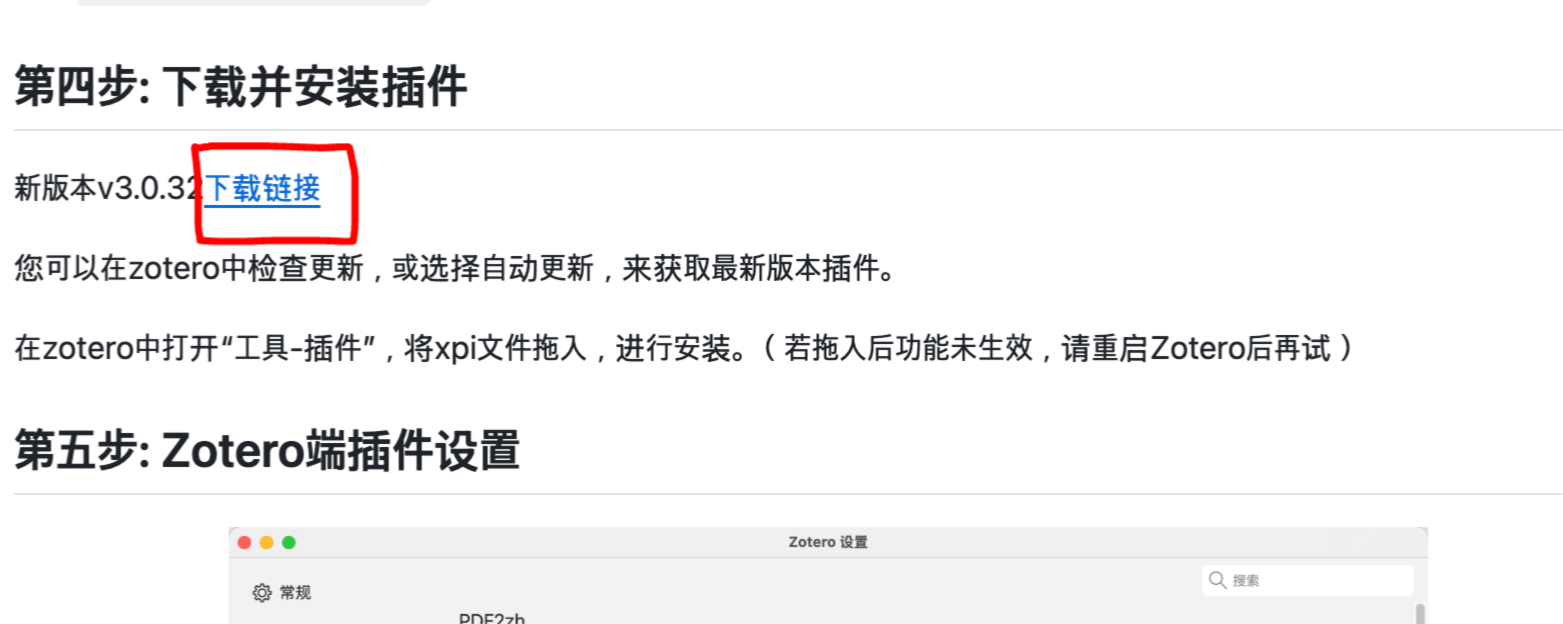 第四步: 下载并安装插件
新版本v3.0.32下载链接
您可以在zotero中检查更新，或选择自动更新，来获取最新版本插件。
在zotero中打开“工具-插件”，将xpi文件拖入，进行安装。（若拖入后功能未生效，请重启Zotero后再试）
第五步: Zotero端插件设置
Zotero 设置
搜索
常规
PDF2zh